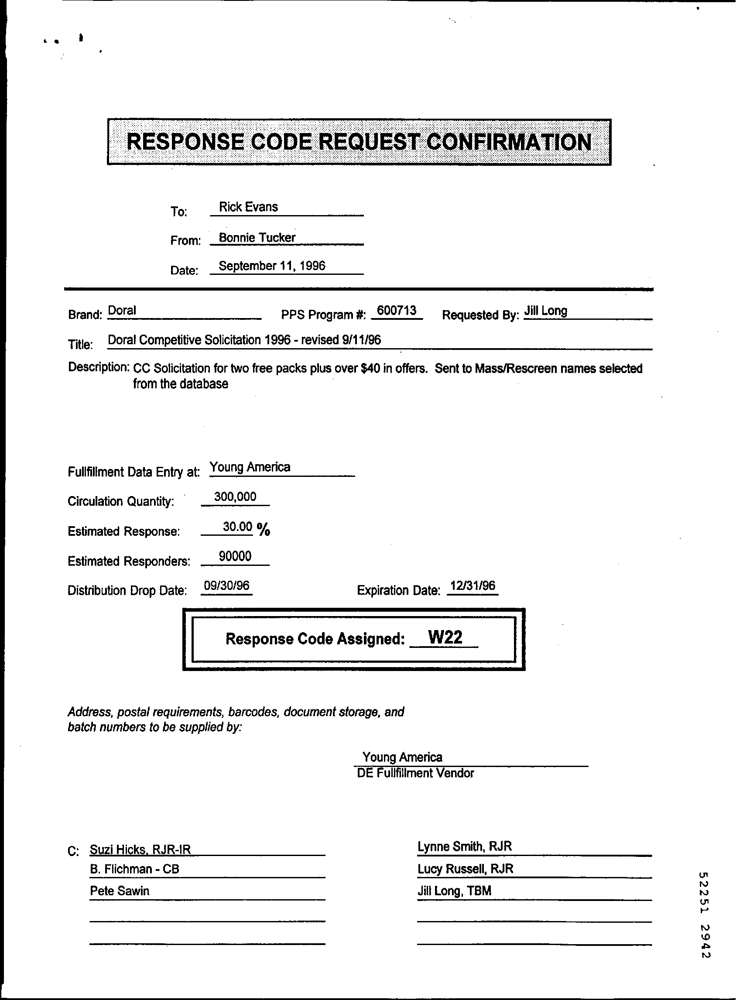 RESPONSE CODE REQUEST CONFIRMATION
To: Rick Evans
From: Bonnie Tucker
Date: September 11, 1996
Brand: Doral PPS Program #: 600713 Requested By: Jill Long
Title: Doral Competitive Solicitation 1996 - revised 9/11/96
Description: CC Solicitation for two free packs plus over $40 in offers. Sent to Mass/Rescreen names selected
from the database
Fullfillment Data Entry at: Young America
Circulation Quantity: 300,000
Estimated Response: 30.00 %
Estimated Responders: 90000
Distribution Drop Date: 09/30/96 Expiration Date: 12/31/96
Response Code Assigned: W22
Address, postal requirements, barcodes, document storage, and
batch numbers to be supplied by:
Young America
DE Fullfillment Vendor
C: Suzi Hicks, RJR-IR Lynne Smith, RJR
B. Flichman - CB Lucy Russell, RJR
Pete Sawin Jill Long, TBM
52251 2942